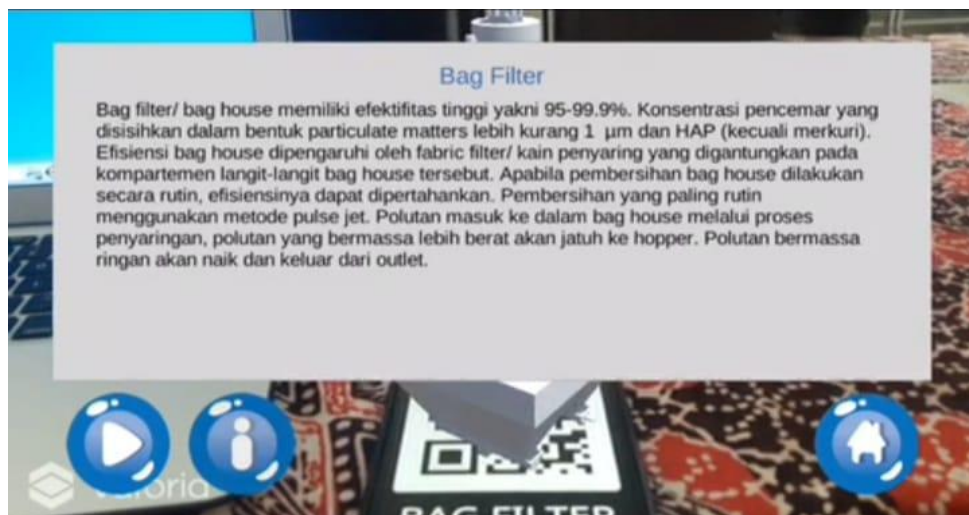 Bag Filter
Bag filter/ bag house memiliki efektifitas tinggi yakni 95-99.9%. Konsentrasi pencemar yang
disisihkan dalam bentuk particulate matters lebih kurang 1 µm dan HAP (kecuali merkuri).
Efisiensi bag house dipengaruhi oleh fabric filter/ kain penyaring yang digantungkan pada
kompartemen langit-langit bag house tersebut. Apabila pembersihan bag house dilakukan
secara rutin, efisiensinya dapat dipertahankan. Pembersihan yang paling rutin
menggunakan metode pulse jet. Polutan masuk ke dalam bag house melalui proses
penyaringan, polutan yang bermassa lebih berat akan jatuh ke hopper. Polutan bermassa
ringan akan naik dan keluar dari outlet.
vuforia
BAG FILTER